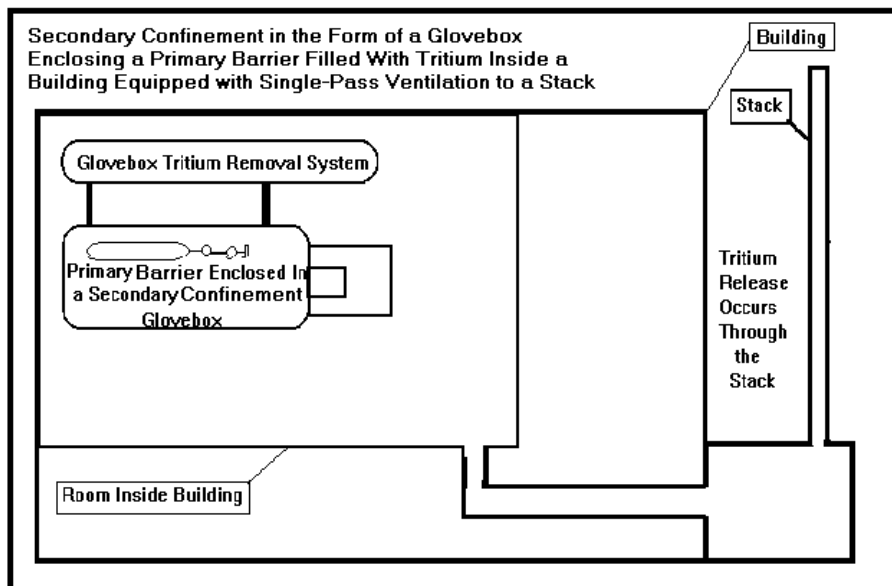 Secondary Confinement in the Form of a Glovebox
Enclosing a Primary Barrier Filled With Tritium Inside a
Building Equipped with Single-Pass Ventilation to a Stack
Building
Stack
Glovebox Tritium Removal System
Primary Barrier Enclosed In
a Secondary Confinement
Glovebox
Tritium
Release
Occurs
Through
the
Stack
Room Inside Building